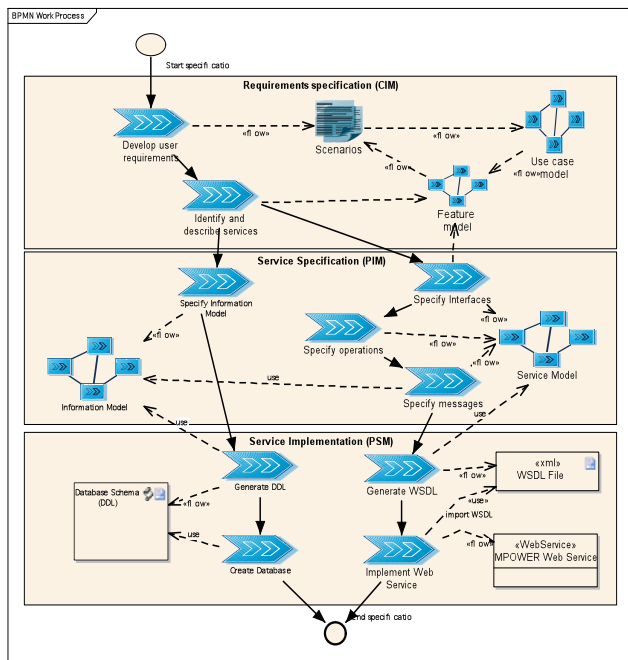 BPMN Work Process
Start specifi catio
Requirements specification (CIM)
Develop user
requirements
«fl ow»
Scenarios
«fl ow»
Use case
model
«fl ow»
«fl ow»
Feature
model
Identify and
describe services
Service Specification (PIM)
Specify Information
Model
Specify Interfaces
«fl ow»
«fl ow»
Specify operations
«fl ow»
Service Model
«fl ow»
use
Information Model
Specify messages
use
use
Service Implementation (PSM)
Generate DDL
Generate WSDL
«fl ow»
«xml»
WSDL File
Database Schema
(DDL)
«fl ow»
«use»
import WSDL
use
«fl ow»
«WebService»
MPOWER Web Service
Create Database
Implement Web
Service
end specifi catio